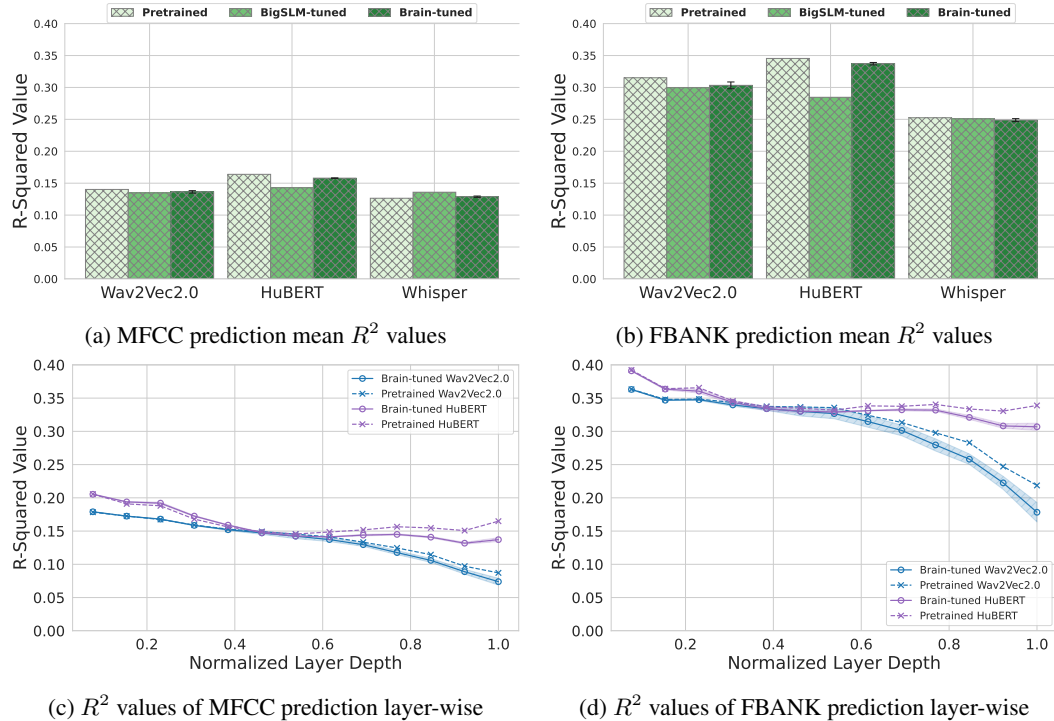 Pretrained BigSLM-tuned Brain-tuned
0.40
0.35
0.30
0.25
0.20
0.15
0.10
0.05
0.00
R-Squared Value
Wav2Vec2.0 HuBERT Whisper
(a) MFCC prediction mean R² values
Pretrained BigSLM-tuned Brain-tuned
0.40
0.35
0.30
0.25
0.20
0.15
0.10
0.05
0.00
R-Squared Value
Wav2Vec2.0 HuBERT Whisper
(b) FBANK prediction mean R² values
0.40
0.35
0.30
0.25
0.20
0.15
0.10
0.05
0.00
R-Squared Value
Brain-tuned Wav2Vec2.0
Pretrained Wav2Vec2.0
Brain-tuned HuBERT
Pretrained HuBERT
0.2 0.4 0.6 0.8 1.0
Normalized Layer Depth
(c) R² values of MFCC prediction layer-wise
0.40
0.35
0.30
0.25
0.20
0.15
0.10
0.05
0.00
R-Squared Value
Brain-tuned Wav2Vec2.0
Pretrained Wav2Vec2.0
Brain-tuned HuBERT
Pretrained HuBERT
0.2 0.4 0.6 0.8 1.0
Normalized Layer Depth
(d) R² values of FBANK prediction layer-wise